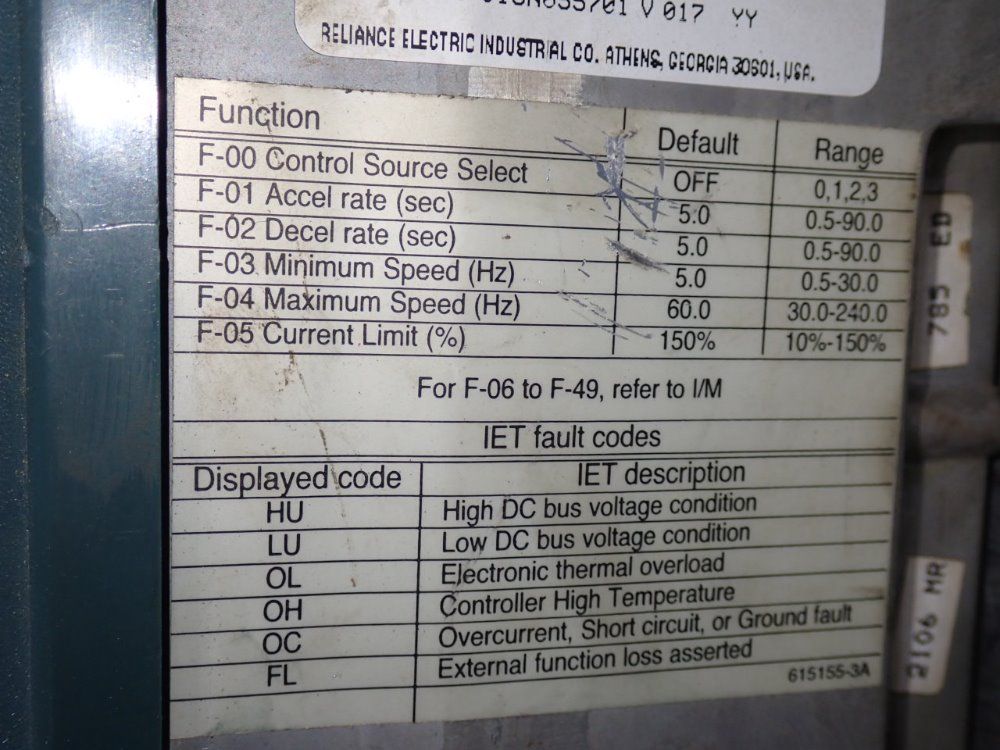 V 017 YY
RELIANCE ELECTRIC INDUSTRIAL CO. ATHENS, GEORGIA 30601, USA.
Function Default Range
F-00 Control Source Select OFF 0,1,2,3
F-01 Accel rate (sec) 5.0 0.5-90.0
F-02 Decel rate (sec) 5.0 0.5-90.0
F-03 Minimum Speed (Hz) 5.0 0.5-30.0
F-04 Maximum Speed (Hz) 60.0 30.0-240.0
F-05 Current Limit (%) 150% 10%-150%
For F-06 to F-49, refer to I/M
IET fault codes
Displayed code IET description
HU High DC bus voltage condition
LU Low DC bus voltage condition
OL Electronic thermal overload
OH Controller High Temperature
OC Overcurrent, Short circuit, or Ground fault
FL External function loss asserted
615155-3A
785 ED
2106 MR